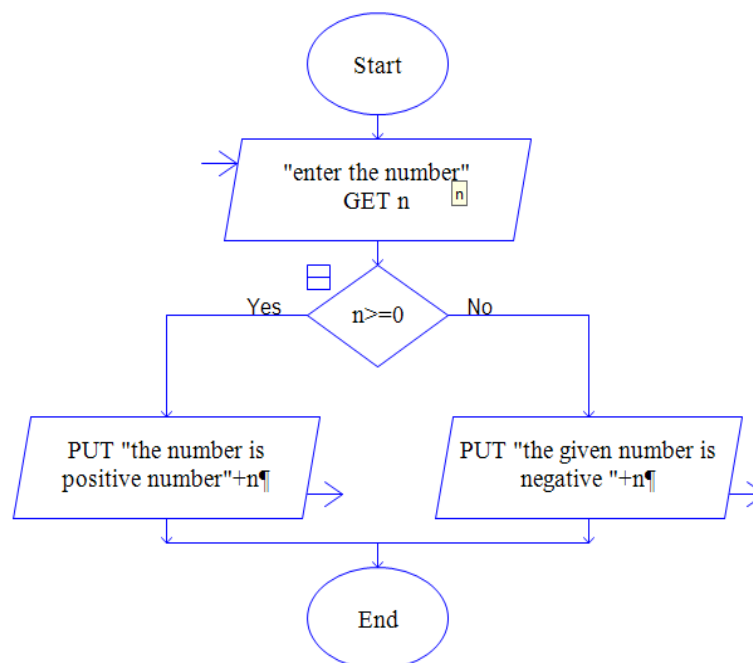 Start
"enter the number"
GET n
n
Yes
n>=0
No
PUT "the number is
positive number"+n¶
PUT "the given number is
negative "+n¶
End